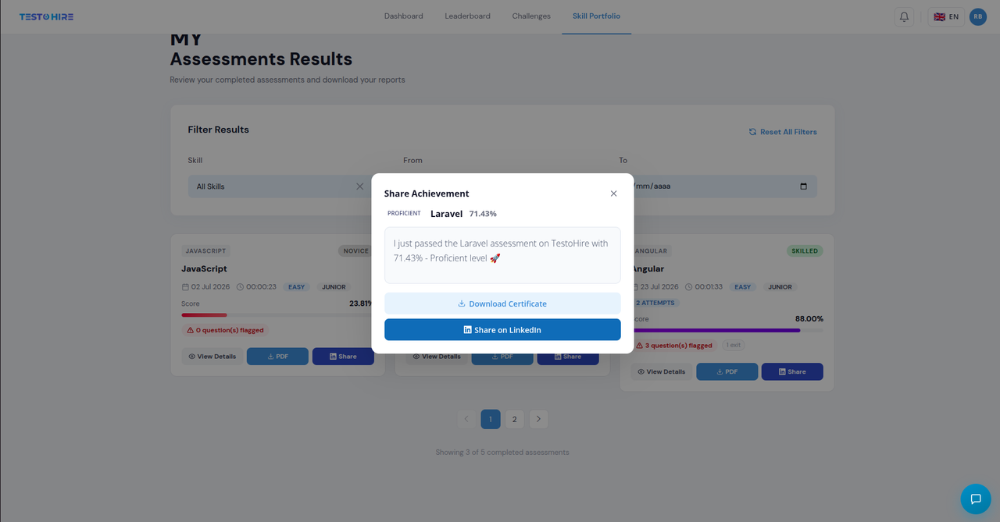 TESTOHIRE
Dashboard
Leaderboard
Challenges
Skill Portfolio
EN
RB
MY
Assessments Results
Review your completed assessments and download your reports
Filter Results
Reset All Filters
Skill
From
To
All Skills
/mm/aaaa
Share Achievement
PROFICIENT Laravel 71.43%
I just passed the Laravel assessment on TestoHire with
71.43% - Proficient level 🚀
Download Certificate
Share on LinkedIn
JAVASCRIPT
NOVICE
JavaScript
02 Jul 2026 00:00:23 EASY JUNIOR
Score 23.81%
0 question(s) flagged
View Details PDF Share
View Details PDF Share
ANGULAR
SKILLED
Angular
23 Jul 2026 00:01:33 EASY JUNIOR
2 ATTEMPTS
Score 88.00%
3 question(s) flagged 1 exit
View Details PDF Share
1 2
Showing 3 of 5 completed assessments